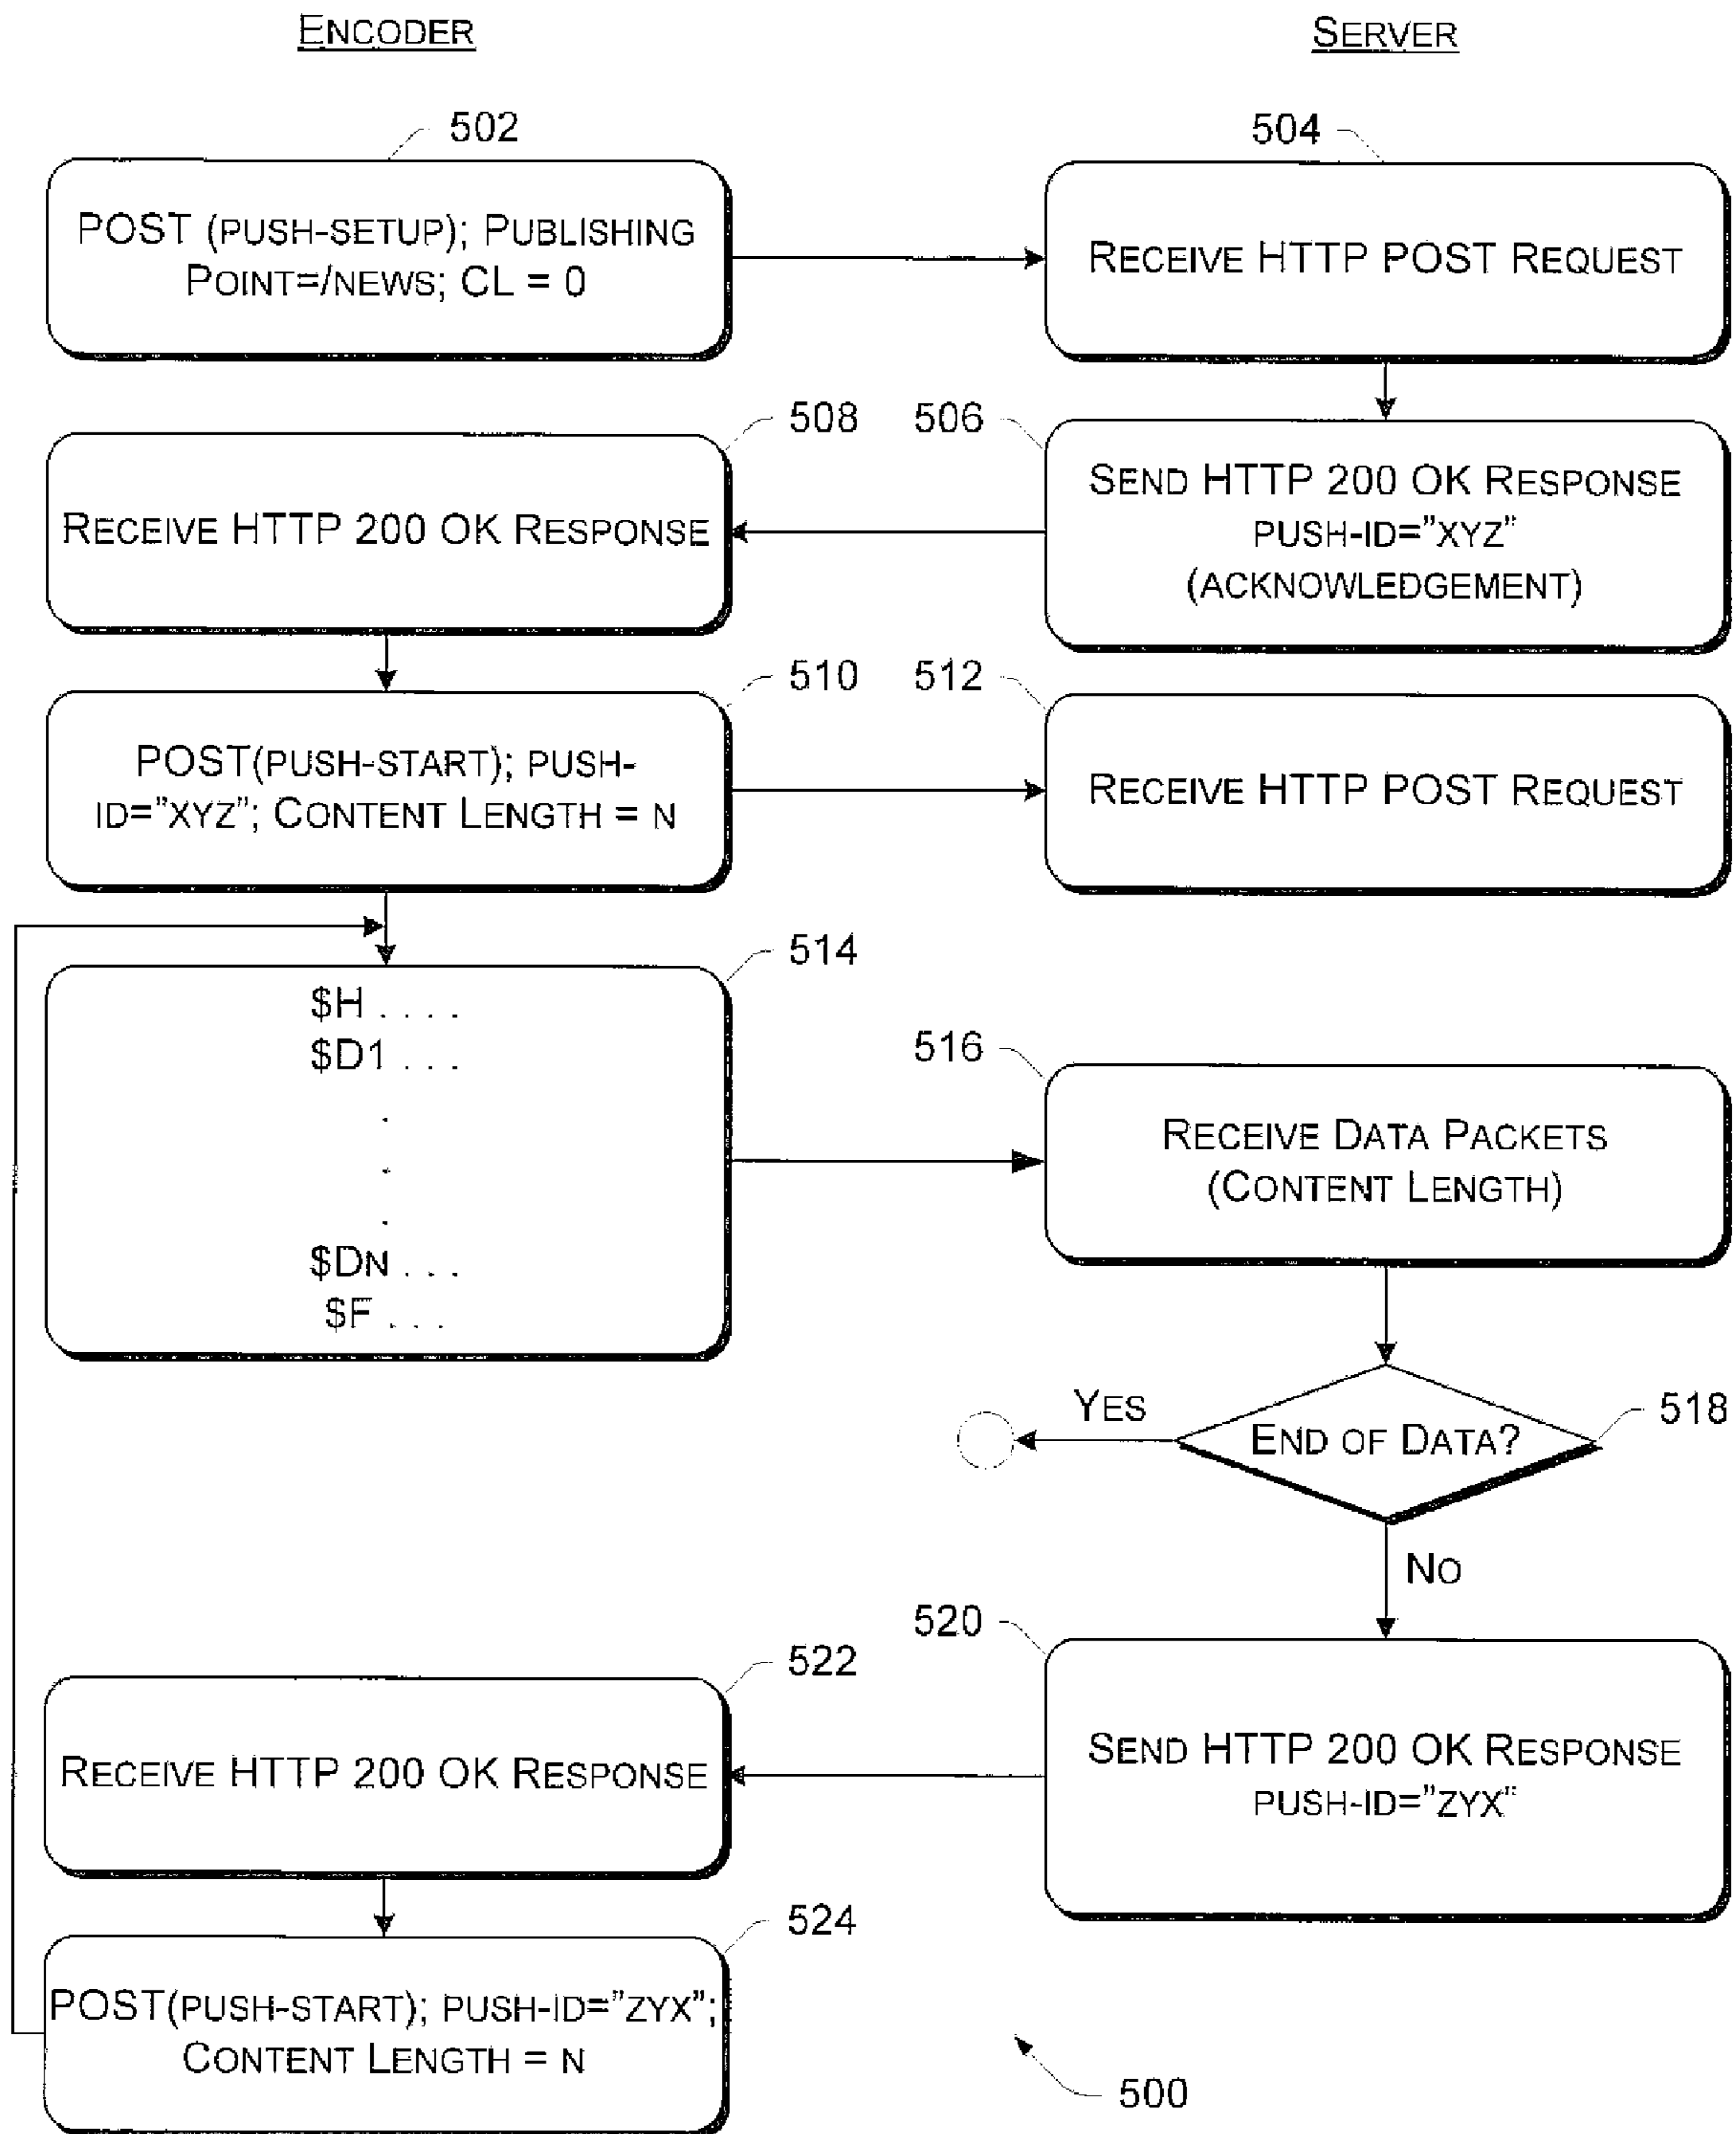 ENCODER
SERVER
502
504
POST (PUSH-SETUP); PUBLISHING
POINT=/NEWS; CL = 0
RECEIVE HTTP POST REQUEST
508
506
RECEIVE HTTP 200 OK RESPONSE
SEND HTTP 200 OK RESPONSE
PUSH-ID="XYZ"
(ACKNOWLEDGEMENT)
510
512
POST(PUSH-START); PUSH-
ID="XYZ"; CONTENT LENGTH = N
RECEIVE HTTP POST REQUEST
514
$H . . . .
$D1 . . .
.
.
.
$DN . . .
$F . . .
516
RECEIVE DATA PACKETS
(CONTENT LENGTH)
YES
END OF DATA?
518
NO
520
522
RECEIVE HTTP 200 OK RESPONSE
SEND HTTP 200 OK RESPONSE
PUSH-ID="ZYX"
524
POST(PUSH-START); PUSH-ID="ZYX";
CONTENT LENGTH = N
500